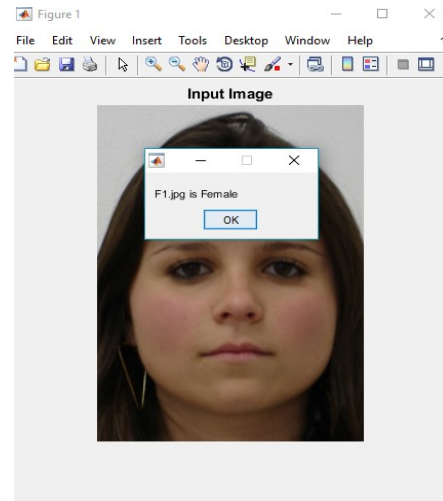 Figure 1
File Edit View Insert Tools Desktop Window Help
Input Image
F1.jpg is Female
OK